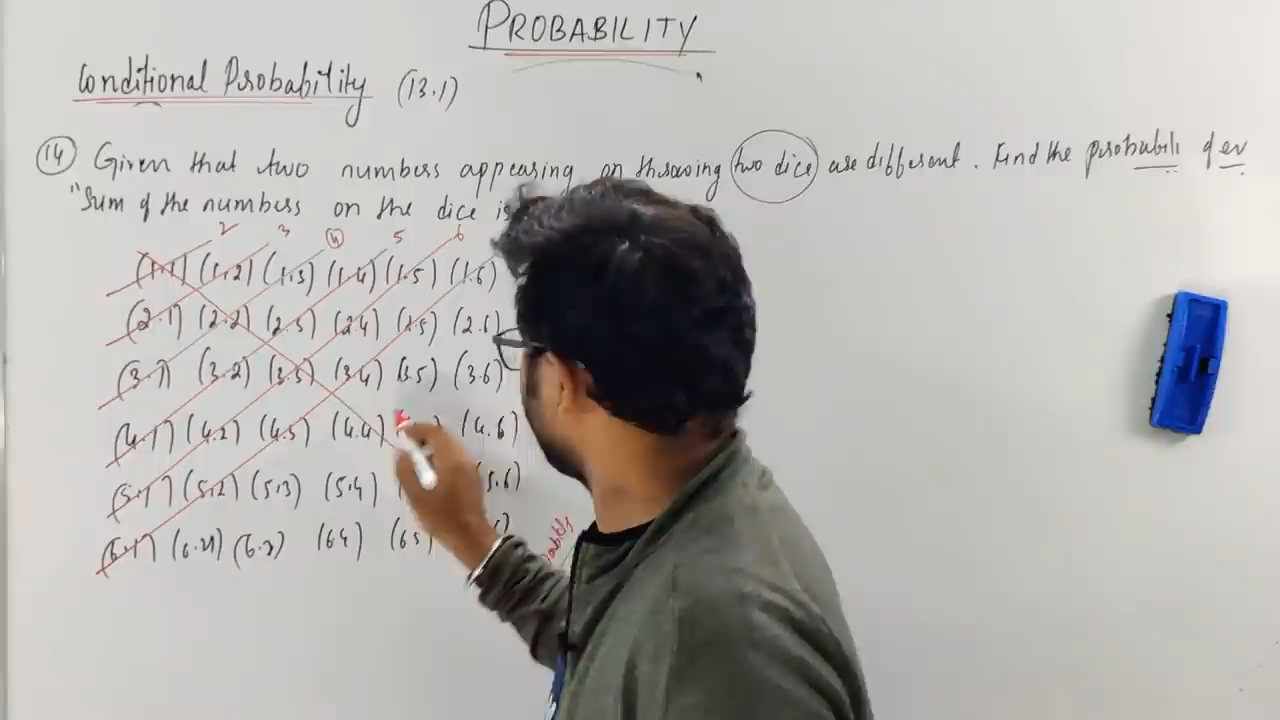 PROBABILITY
Conditional Probability (13.1)
(14) Given that two numbers appearing on throwing two dice are different. Find the probabili of ev
"Sum of the numbers on the dice is
2 3 4 5 6
(1.1) (1.2) (1.3) (1.4) (1.5) (1.6)
(2.1) (2.2) (2.3) (2.4) (2.5) (2.6)
(3.1) (3.2) (3.3) (3.4) (3.5) (3.6)
(4.1) (4.2) (4.3) (4.4) (4.6)
(5.1) (5.2) (5.3) (5.4) 5.6)
(6.1) (6.2) (6.3) (64) (65)